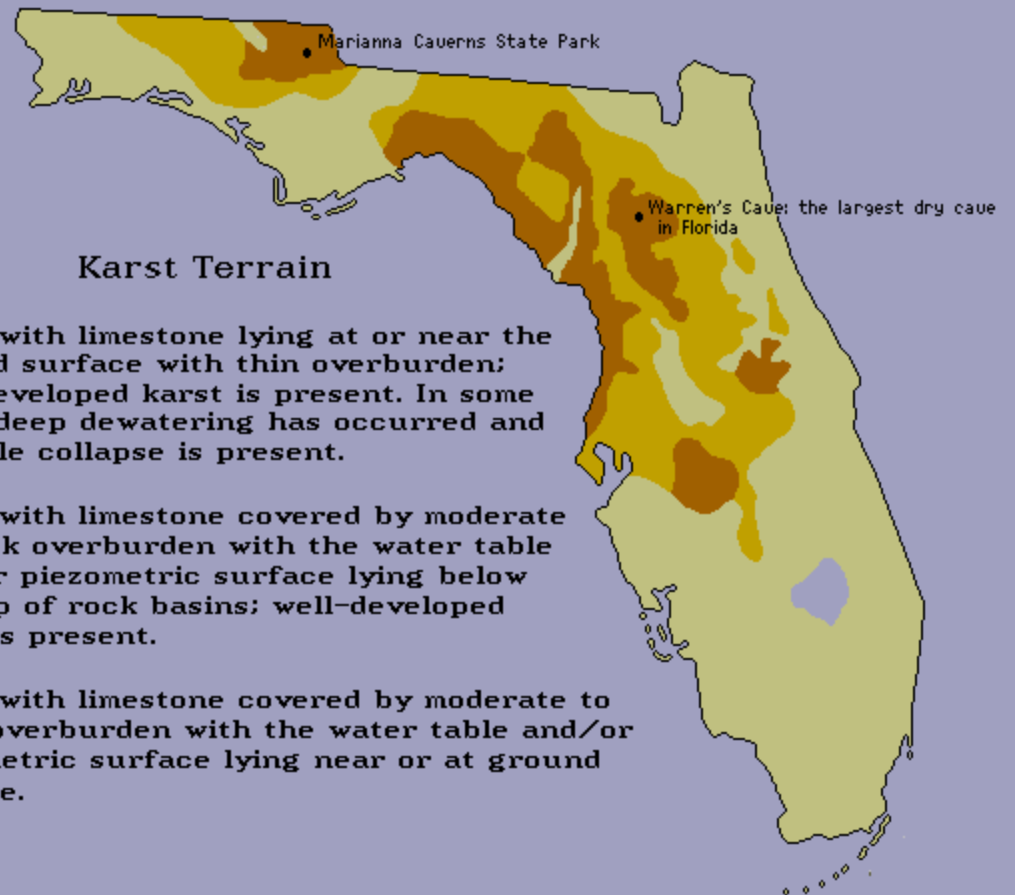 Marianna Caverns State Park
Warren's Cave: the largest dry cave
in Florida
Karst Terrain
with limestone lying at or near the
d surface with thin overburden;
eveloped karst is present. In some
deep dewatering has occurred and
le collapse is present.
with limestone covered by moderate
k overburden with the water table
r piezometric surface lying below
p of rock basins; well-developed
s present.
with limestone covered by moderate to
overburden with the water table and/or
etric surface lying near or at ground
e.